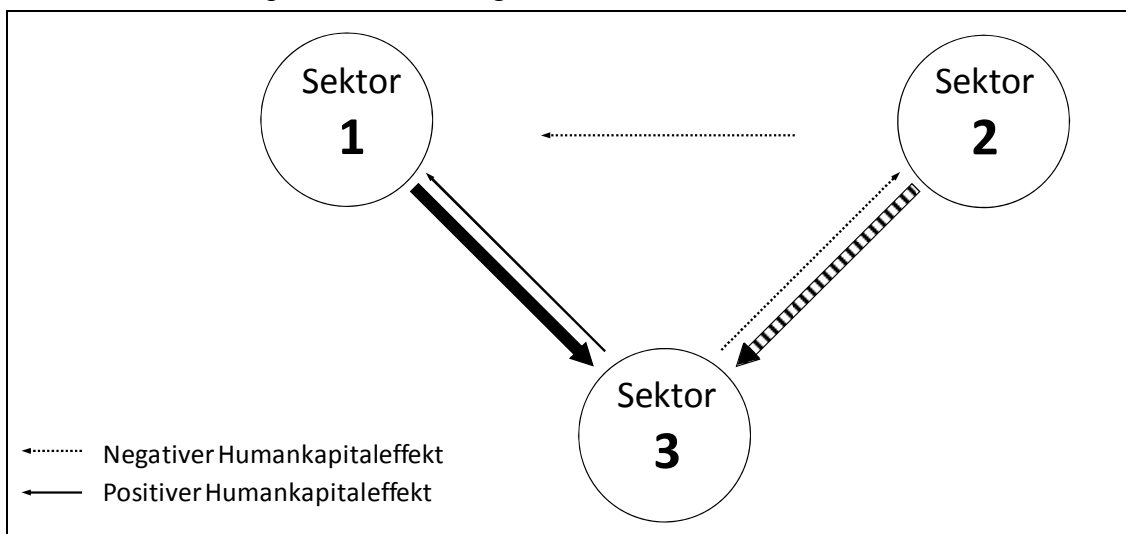 Sektor
1
Sektor
2
Sektor
3
Negativer Humankapitaleffekt
Positiver Humankapitaleffekt